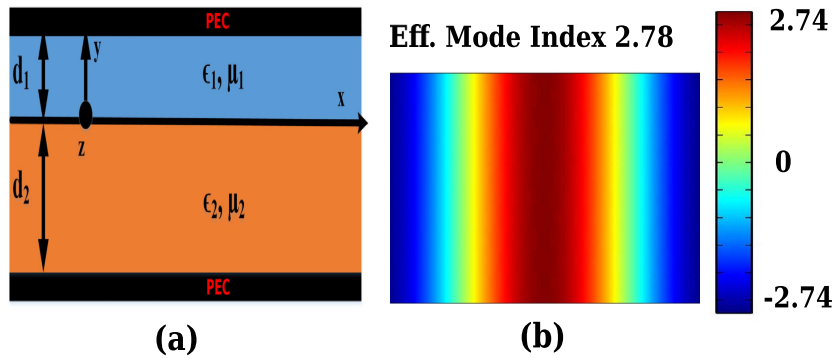 PEC
y
d₁
ϵ₁, μ₁
x
z
d₂
ϵ₂, μ₂
PEC
(a)
Eff. Mode Index 2.78
2.74
0
-2.74
(b)